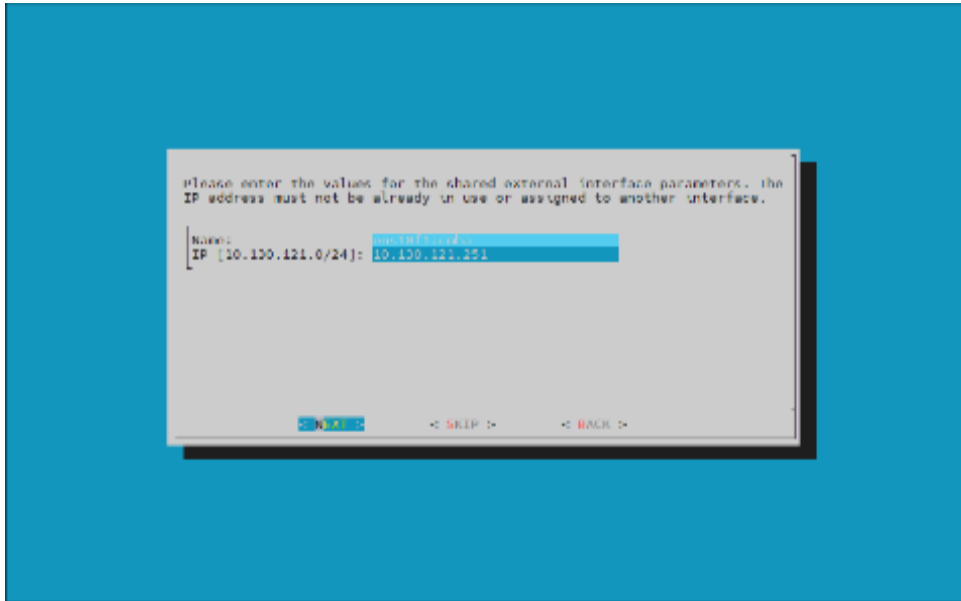 Please enter the values for the shared external interface parameters. The
IP address must not be already in use or assigned to another interface.
Name:
IP [10.130.121.0/24]: 10.130.121.251
< NEXT > < SKIP > < BACK >